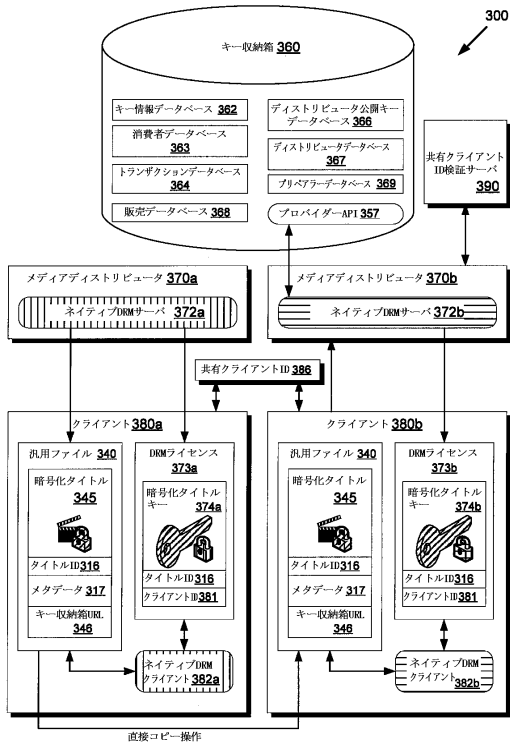 300
キー収納箱 360
キー情報データベース 362
消費者データベース
363
トランザクションデータベース
364
販売データベース 368
ディストリビュータ公開キー
データベース 366
ディストリビュータデータベース
367
プリペアラーデータベース 369
プロバイダーAPI 357
共有クライアント
ID検証サーバ
390
メディアディストリビュータ 370a
ネイティブDRMサーバ 372a
メディアディストリビュータ 370b
ネイティブDRMサーバ 372b
共有クライアントID 386
クライアント 380a
汎用ファイル 340
暗号化タイトル
345
タイトルID 316
メタデータ 317
キー収納箱URL
346
DRMライセンス
373a
暗号化タイトル
キー 374a
タイトルID 316
クライアントID 381
ネイティブDRM
クライアント 382a
クライアント 380b
汎用ファイル 340
暗号化タイトル
345
タイトルID 316
メタデータ 317
キー収納箱URL
346
DRMライセンス
373b
暗号化タイトル
キー 374b
タイトルID 316
クライアントID 381
ネイティブDRM
クライアント 382b
直接コピー操作